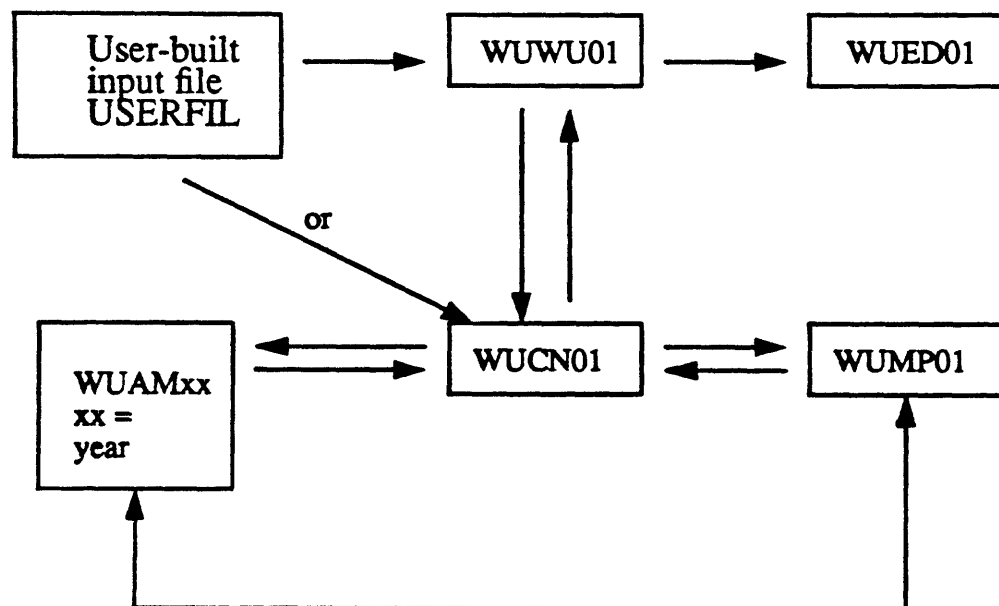 User-built
input file
USERFIL
WUWU01
WUED01
or
WUAMxx
xx =
year
WUCN01
WUMP01